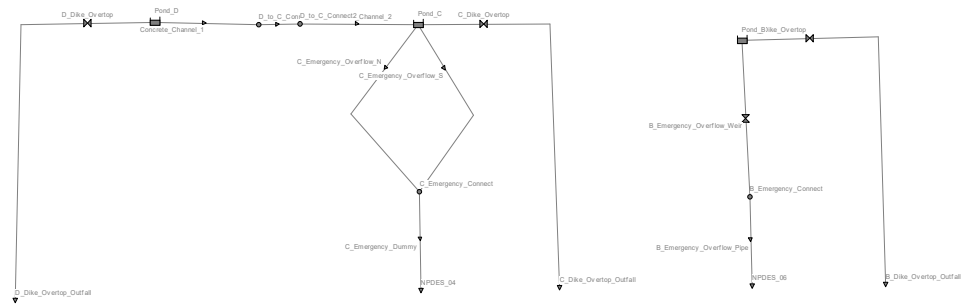 D_Dike_Overtop
Pond_D
Concrete_Channel_1
D_to_C_Connect2
Channel_2
Pond_C
C_Dike_Overtop
C_Emergency_Overflow_N
C_Emergency_Overflow_S
C_Emergency_Connect
C_Emergency_Dummy
NPDES_04
D_Dike_Overtop_Outfall
C_Dike_Overtop_Outfall
Pond_B
Dike_Overtop
B_Emergency_Overflow_Weir
B_Emergency_Connect
B_Emergency_Overflow_Pipe
NPDES_06
B_Dike_Overtop_Outfall